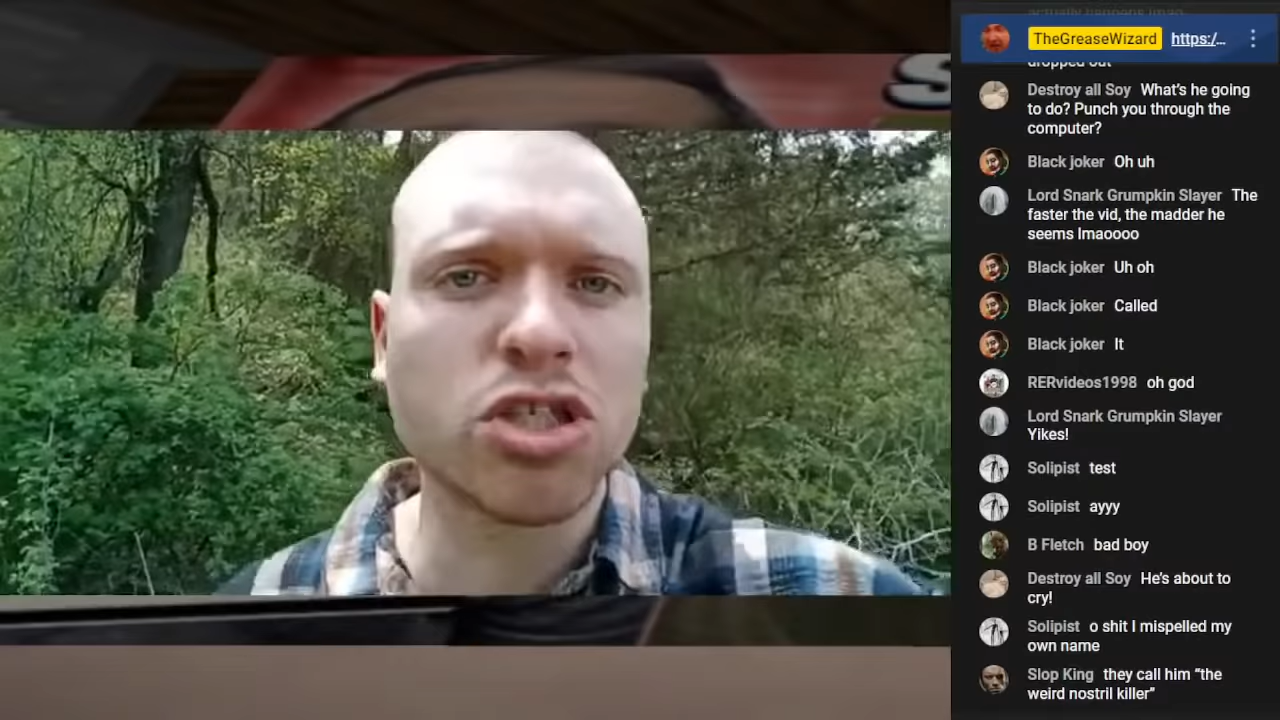 actually happens lmao
TheGreaseWizard https:/...
dropped out
Destroy all Soy What's he going
to do? Punch you through the
computer?
Black joker Oh uh
Lord Snark Grumpkin Slayer The
faster the vid, the madder he
seems lmaoooo
Black joker Uh oh
Black joker Called
Black joker It
RERvideos1998 oh god
Lord Snark Grumpkin Slayer
Yikes!
Solipist test
Solipist ayyy
B Fletch bad boy
Destroy all Soy He's about to
cry!
Solipist o shit I mispelled my
own name
Slop King they call him “the
weird nostril killer”